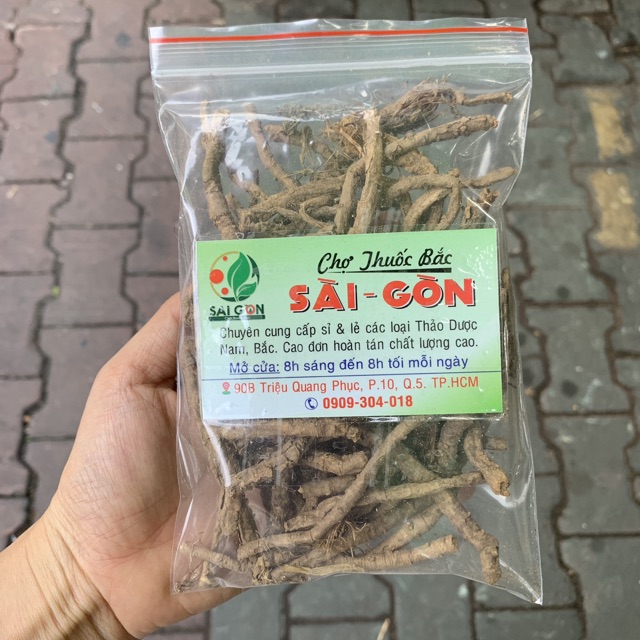 Chợ Thuốc Bắc
SÀI GÒN
SÀI-GÒN
Chuyên cung cấp sỉ & lẻ các loại Thảo Dược
Nam, Bắc. Cao đơn hoàn tán chất lượng cao.
Mở cửa: 8h sáng đến 8h tối mỗi ngày
90B Triệu Quang Phục, P.10, Q.5. TP.HCM
0909-304-018